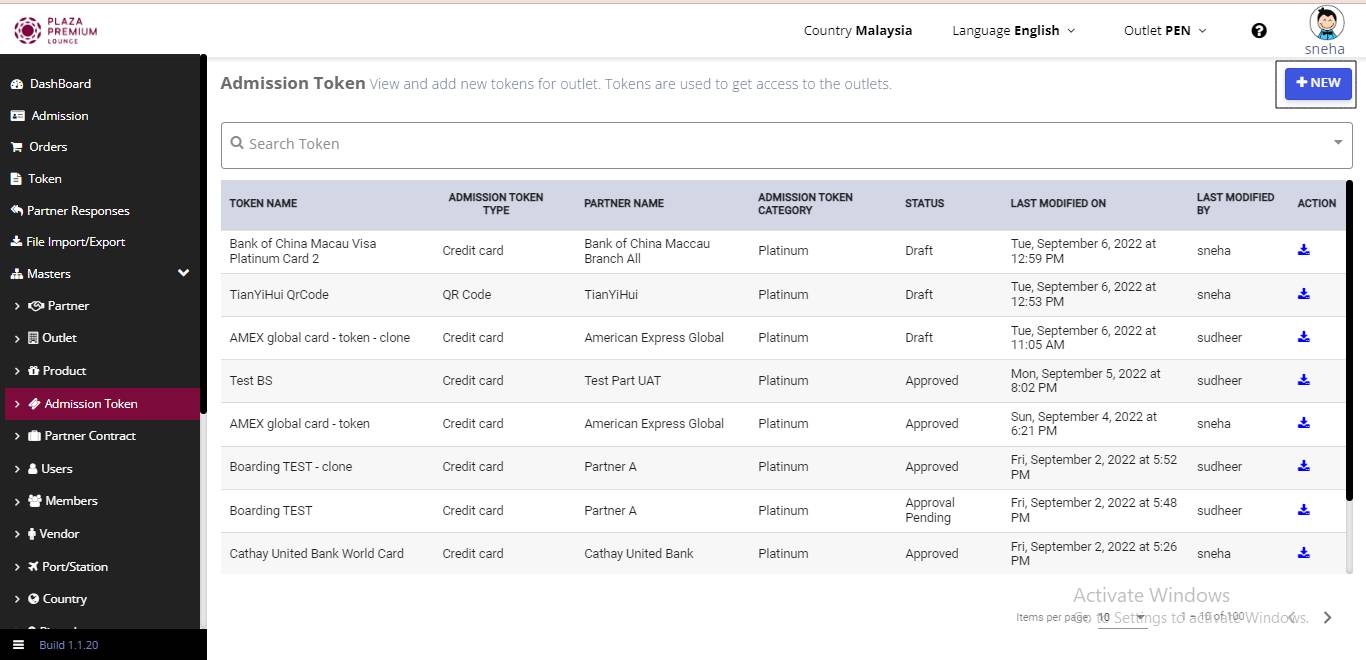 PLAZA
PREMIUM
LOUNGE
Country Malaysia
Language English
Outlet PEN
sneha
DashBoard
Admission
Orders
Token
Partner Responses
File Import/Export
Masters
Partner
Outlet
Product
Admission Token
Partner Contract
Users
Members
Vendor
Port/Station
Country
Build 1.1.20
Admission Token View and add new tokens for outlet. Tokens are used to get access to the outlets.
+ NEW
Search Token
TOKEN NAME ADMISSION TOKEN TYPE PARTNER NAME ADMISSION TOKEN CATEGORY STATUS LAST MODIFIED ON LAST MODIFIED BY ACTION
Bank of China Macau Visa Platinum Card 2 Credit card Bank of China Maccau Branch All Platinum Draft Tue, September 6, 2022 at 12:59 PM sneha
TianYiHui QrCode QR Code TianYiHui Platinum Draft Tue, September 6, 2022 at 12:53 PM sneha
AMEX global card - token - clone Credit card American Express Global Platinum Draft Tue, September 6, 2022 at 11:05 AM sudheer
Test BS Credit card Test Part UAT Platinum Approved Mon, September 5, 2022 at 8:02 PM sudheer
AMEX global card - token Credit card American Express Global Platinum Approved Sun, September 4, 2022 at 6:21 PM sneha
Boarding TEST - clone Credit card Partner A Platinum Approved Fri, September 2, 2022 at 5:52 PM sudheer
Boarding TEST Credit card Partner A Platinum Approval Pending Fri, September 2, 2022 at 5:48 PM sudheer
Cathay United Bank World Card Credit card Cathay United Bank Platinum Approved Fri, September 2, 2022 at 5:26 PM sneha
Activate Windows
Go to Settings to activate Windows.
Items per page: 10 1 – 10 of 100